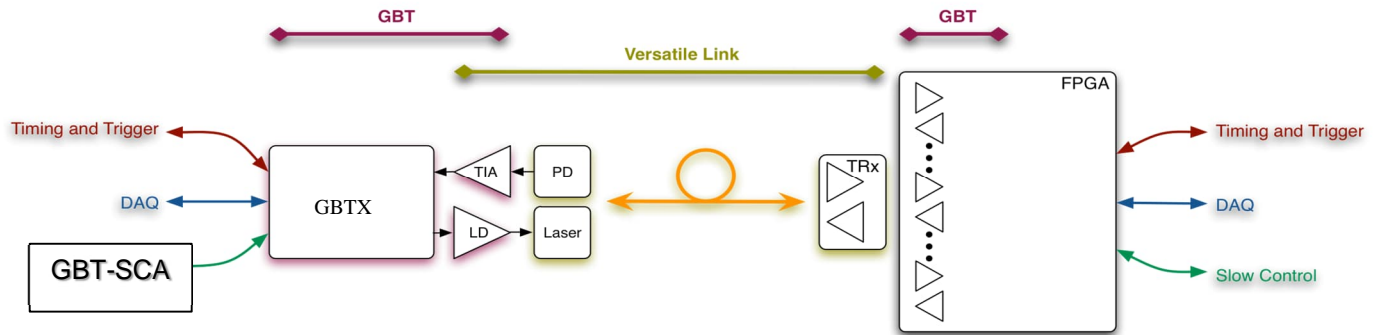 GBT
GBT
Versatile Link
FPGA
Timing and Trigger
Timing and Trigger
TRx
TIA
PD
DAQ
GBTX
DAQ
LD
Laser
GBT-SCA
Slow Control